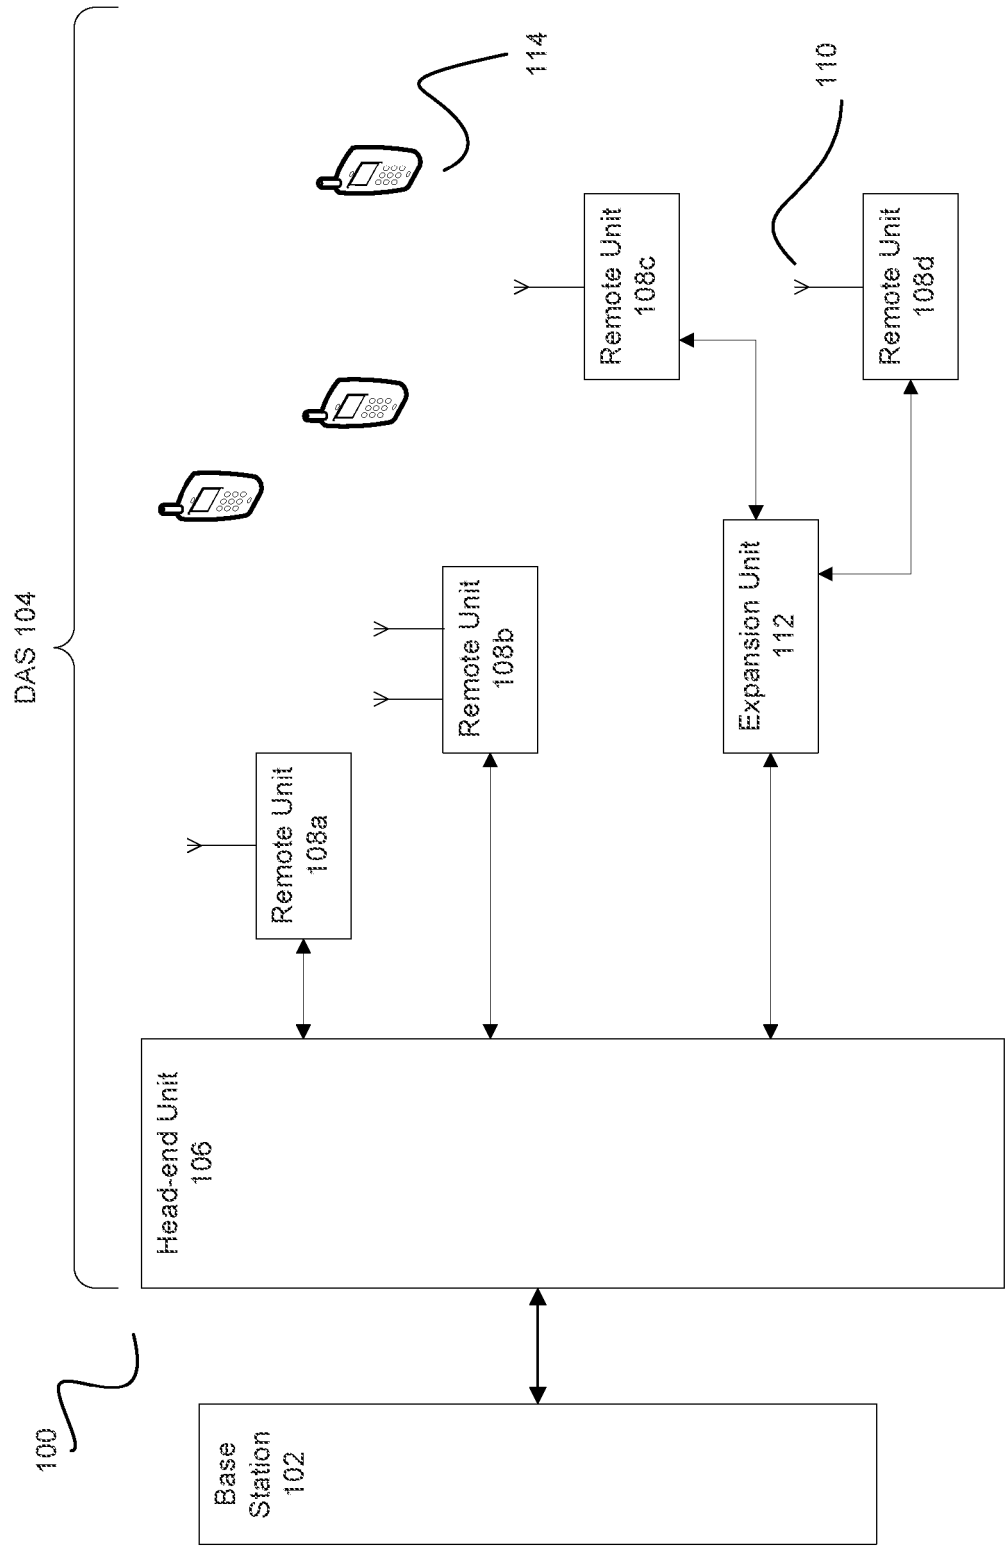 DAS 104
100
Base
Station
102
Head-end Unit
106
Remote Unit
108a
Remote Unit
108b
Expansion Unit
112
Remote Unit
108c
Remote Unit
108d
114
110